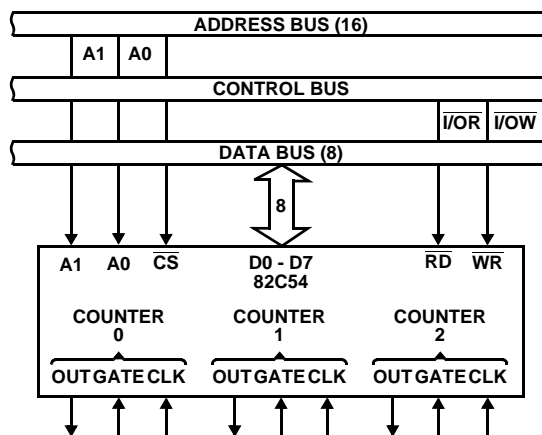 ADDRESS BUS (16)
A1 A0
CONTROL BUS
I/OR I/OW
DATA BUS (8)
8
A1 A0 CS D0 - D7 RD WR
82C54
COUNTER COUNTER COUNTER
0 1 2
OUT GATE CLK OUT GATE CLK OUT GATE CLK